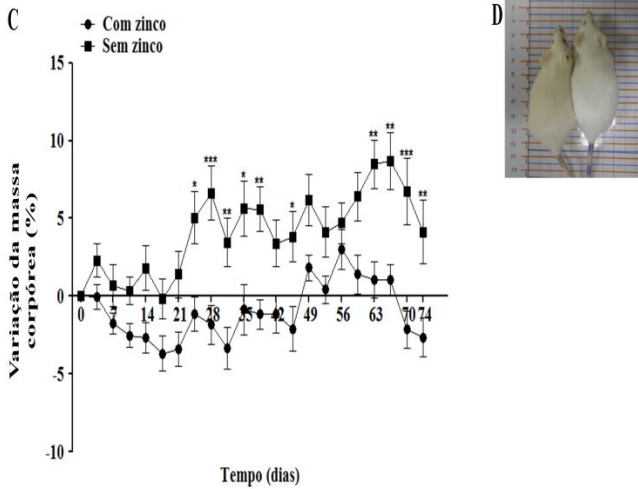 C
D
Com zinco
Sem zinco
15
10
5
0
-5
-10
Variação da massa
corpórea (%)
* *** ** * ** * ** ** *** **
0 7 14 21 28 35 42 49 56 63 70 74
Tempo (dias)